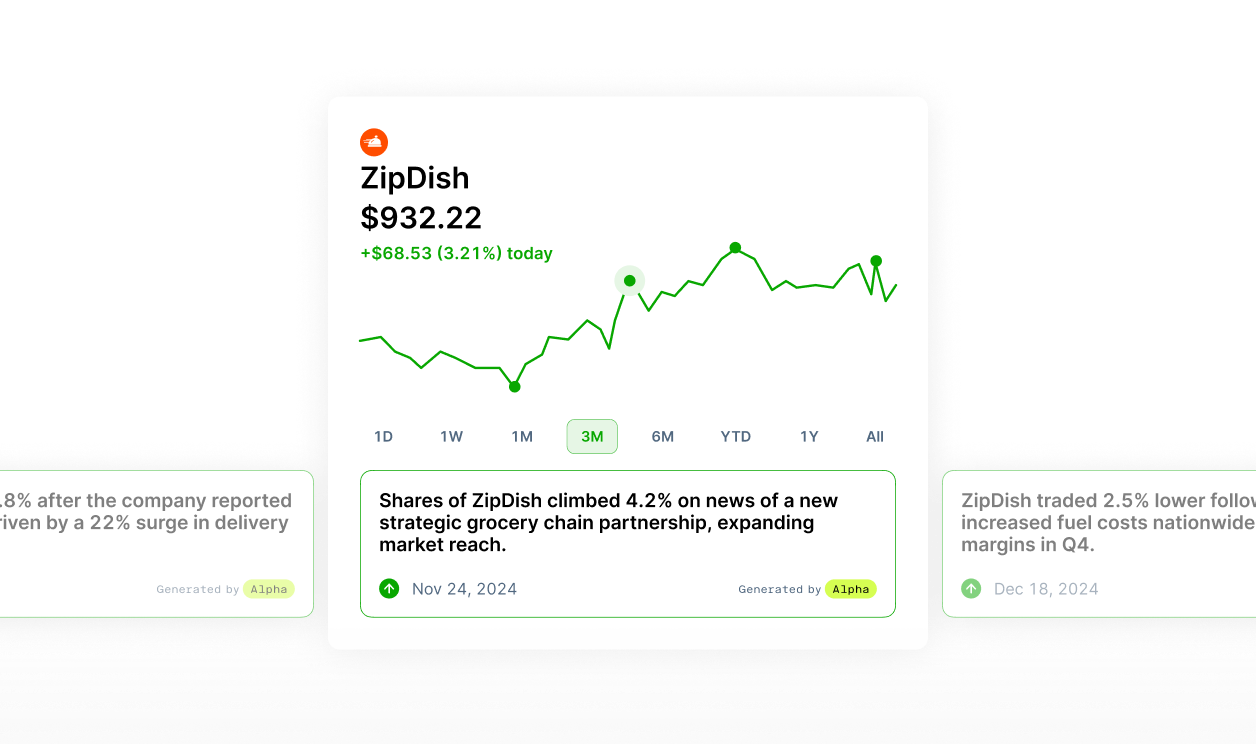 ZipDish
$932.22
+$68.53 (3.21%) today
1D 1W 1M 3M 6M YTD 1Y All
.8% after the company reported
riven by a 22% surge in delivery
Generated by Alpha
Shares of ZipDish climbed 4.2% on news of a new
strategic grocery chain partnership, expanding
market reach.
Nov 24, 2024 Generated by Alpha
ZipDish traded 2.5% lower follow
increased fuel costs nationwide
margins in Q4.
Dec 18, 2024